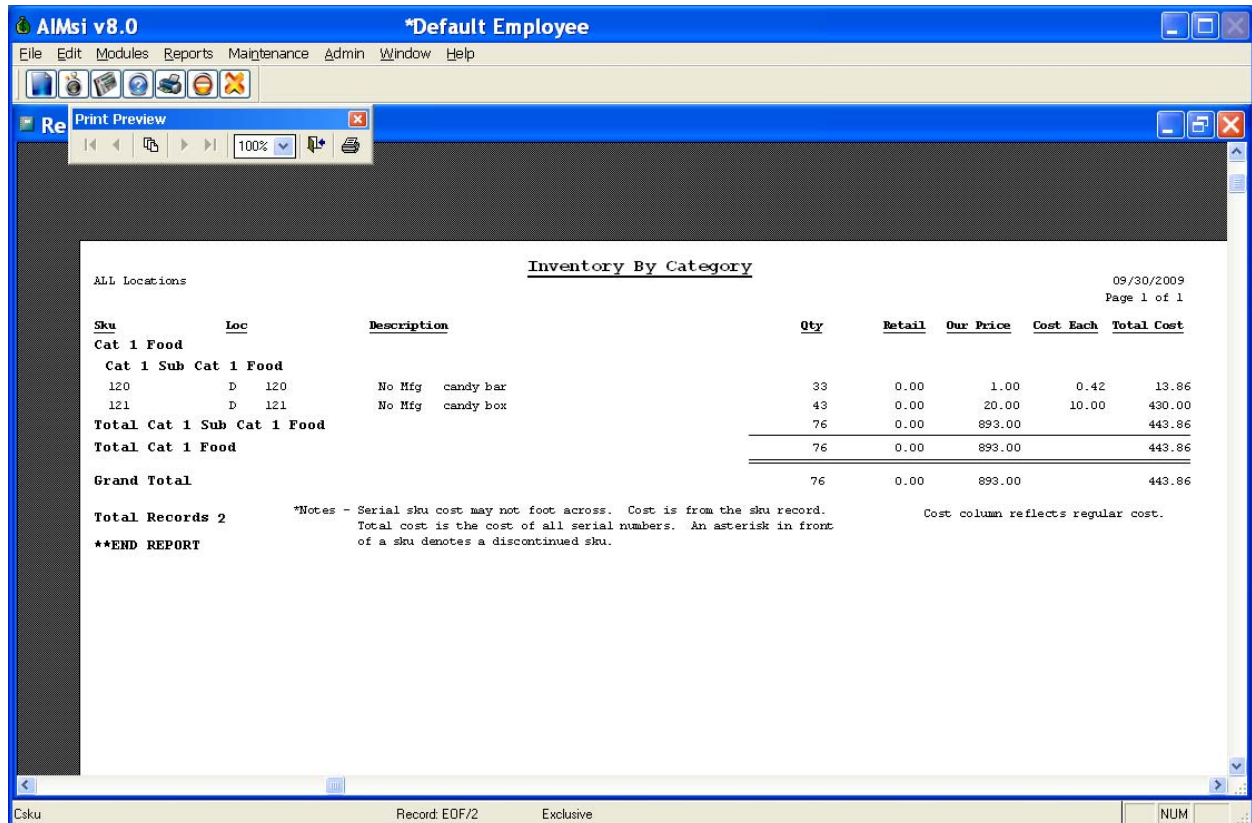 AIMsi v8.0 *Default Employee
File Edit Modules Reports Maintenance Admin Window Help
Re
Print Preview
100%
Inventory By Category
ALL Locations 09/30/2009
Page 1 of 1
Sku Loc Description Qty Retail Our Price Cost Each Total Cost
Cat 1 Food
Cat 1 Sub Cat 1 Food
120 D 120 No Mfg candy bar 33 0.00 1.00 0.42 13.86
121 D 121 No Mfg candy box 43 0.00 20.00 10.00 430.00
Total Cat 1 Sub Cat 1 Food 76 0.00 893.00 443.86
Total Cat 1 Food 76 0.00 893.00 443.86
Grand Total 76 0.00 893.00 443.86
Total Records 2
*Notes - Serial sku cost may not foot across. Cost is from the sku record.
Total cost is the cost of all serial numbers. An asterisk in front
of a sku denotes a discontinued sku.
Cost column reflects regular cost.
**END REPORT
Csku Record: EOF/2 Exclusive NUM